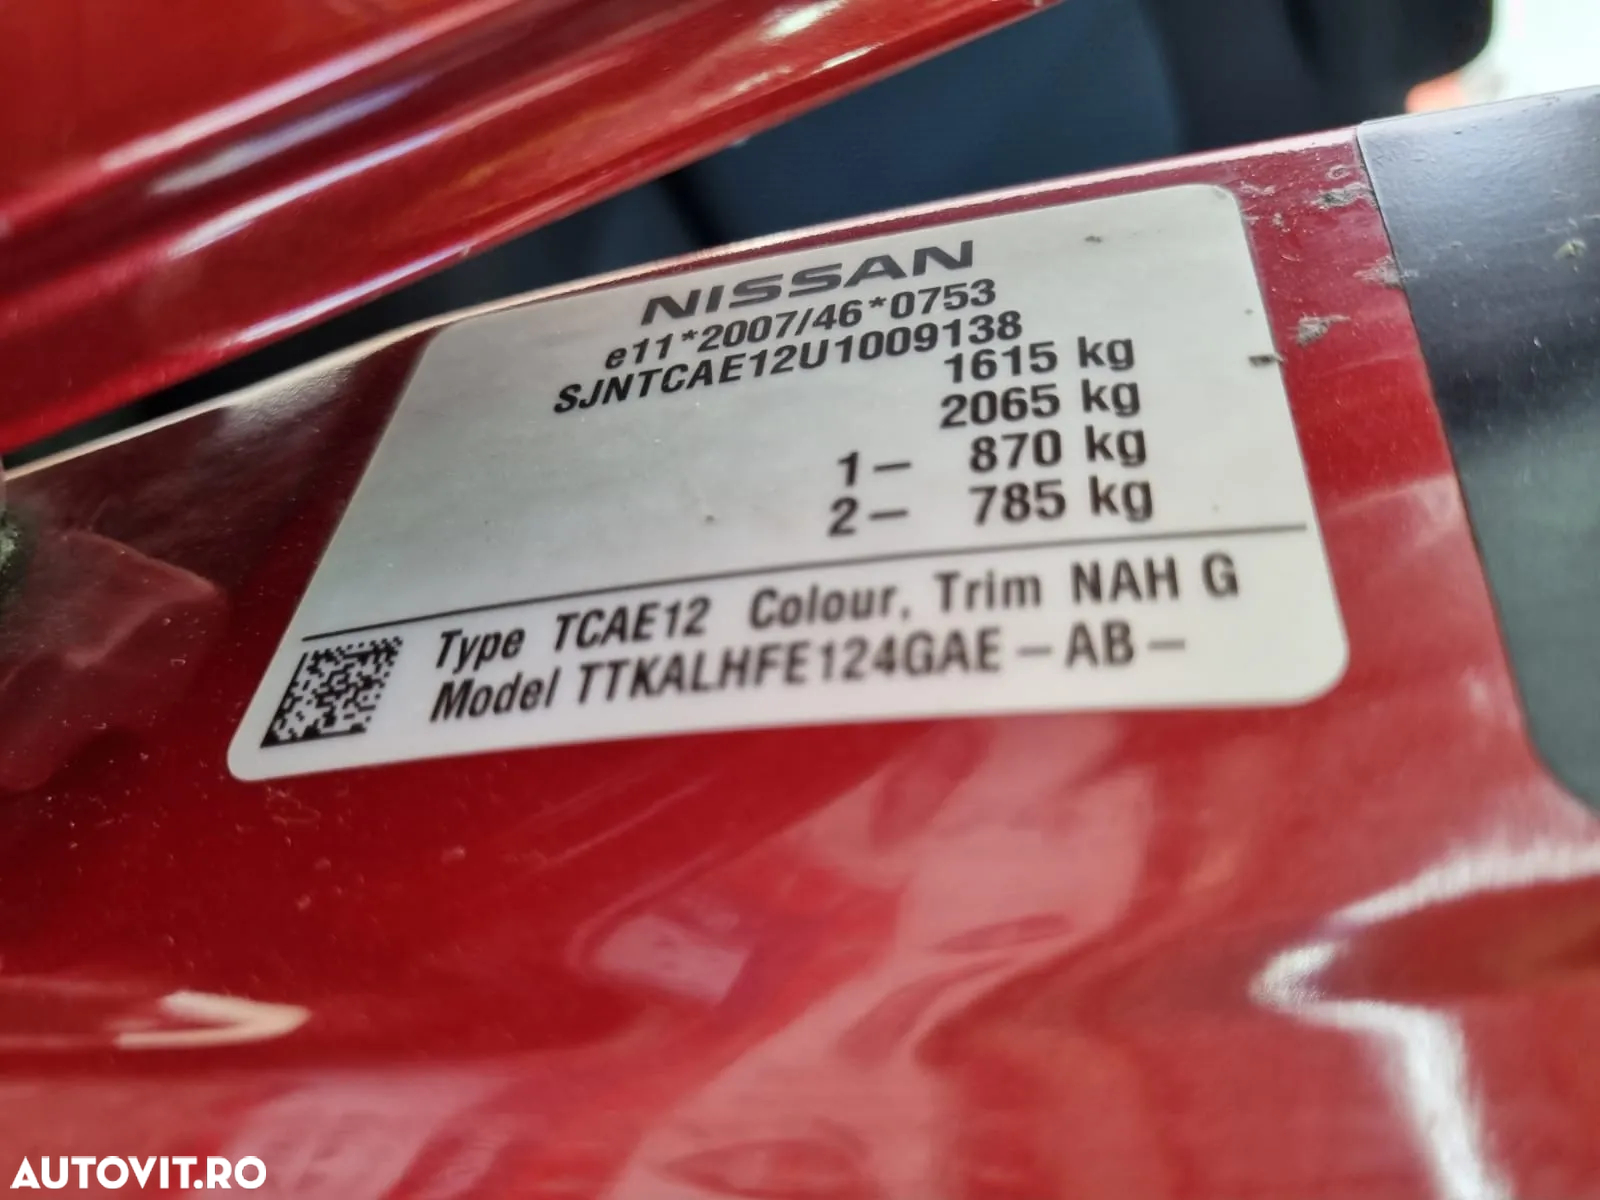 NISSAN
e11*2007/46*0753
SJNTCAE12U1009138
1615 kg
2065 kg
1— 870 kg
2— 785 kg
Type TCAE12 Colour, Trim NAH G
Model TTKALHFE124GAE — AB —
AUTOVIT.RO